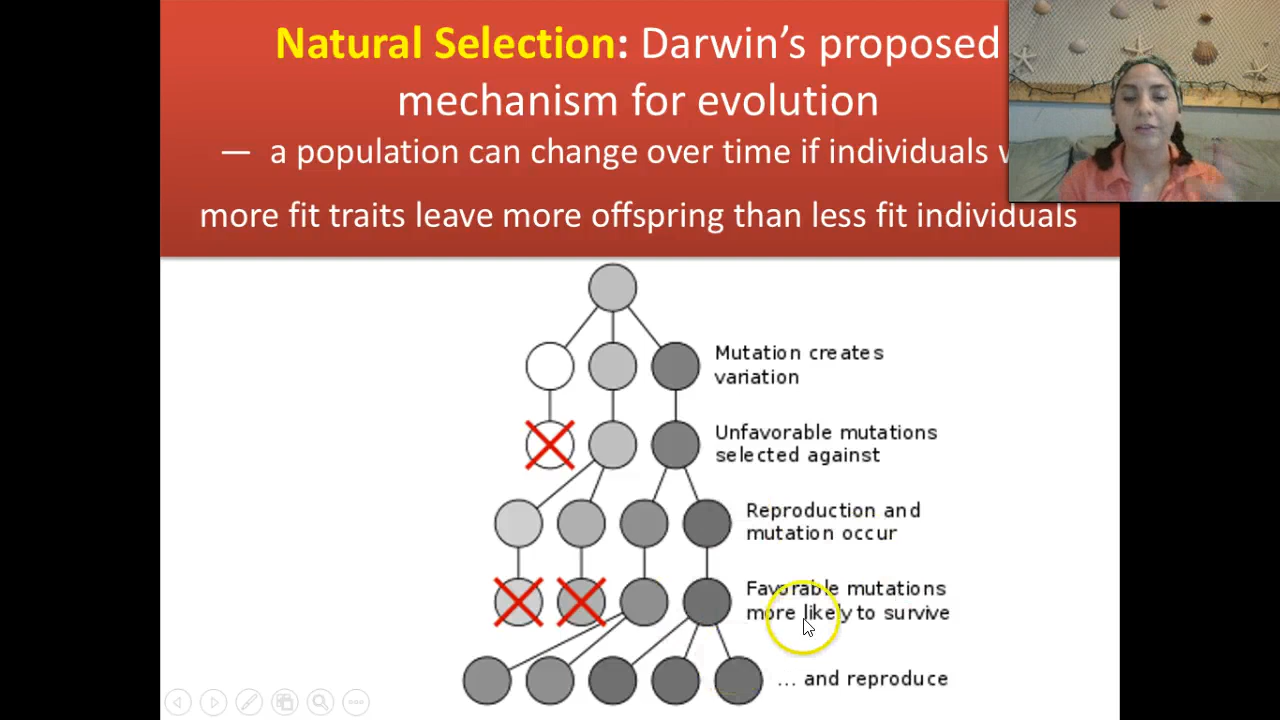 Natural Selection: Darwin's proposed
mechanism for evolution
— a population can change over time if individuals
more fit traits leave more offspring than less fit individuals
Mutation creates
variation
Unfavorable mutations
selected against
Reproduction and
mutation occur
Favorable mutations
more likely to survive
... and reproduce